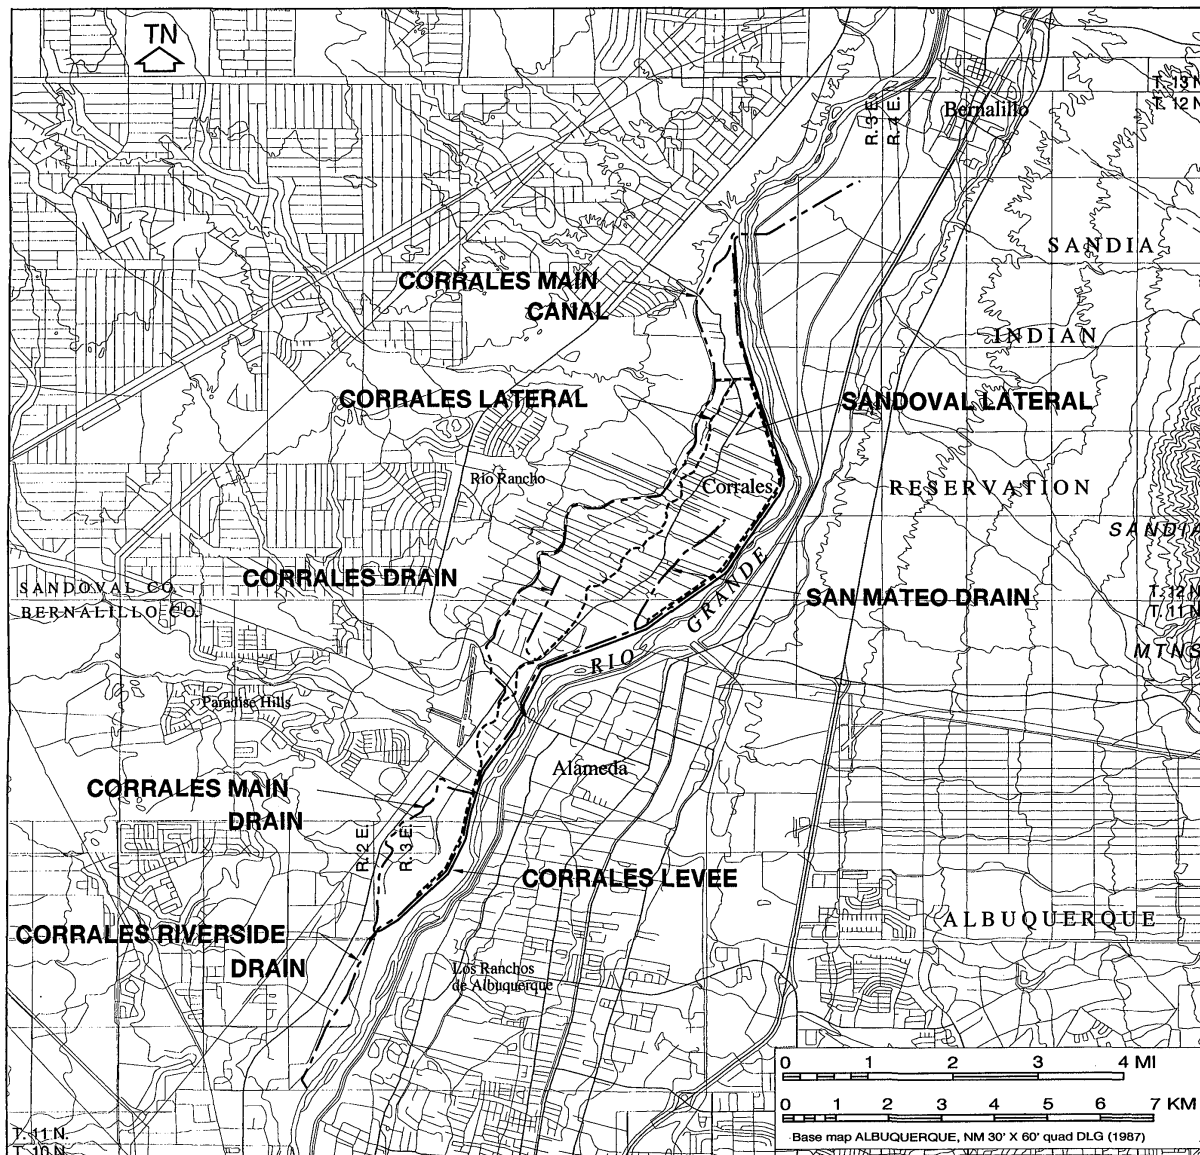 TN
T. 13 N
T. 12 N
R. 3 E.
R. 4 E.
Bernalillo
SANDIA
CORRALES MAIN
CANAL
INDIAN
CORRALES LATERAL
SANDOVAL LATERAL
Rio Rancho
Corrales
RESERVATION
SANDIA
CORRALES DRAIN
SANDOVAL CO.
BERNALILLO CO.
SAN MATEO DRAIN
T. 12 N
T. 11 N
MTNS
RIO GRANDE
Paradise Hills
Alameda
CORRALES MAIN
DRAIN
R. 2 E.
R. 3 E.
CORRALES LEVEE
ALBUQUERQUE
CORRALES RIVERSIDE
DRAIN
Los Ranchos
de Albuquerque
0 1 2 3 4 MI
0 1 2 3 4 5 6 7 KM
Base map ALBUQUERQUE, NM 30' X 60' quad DLG (1987)
T. 11 N.
T. 10 N.